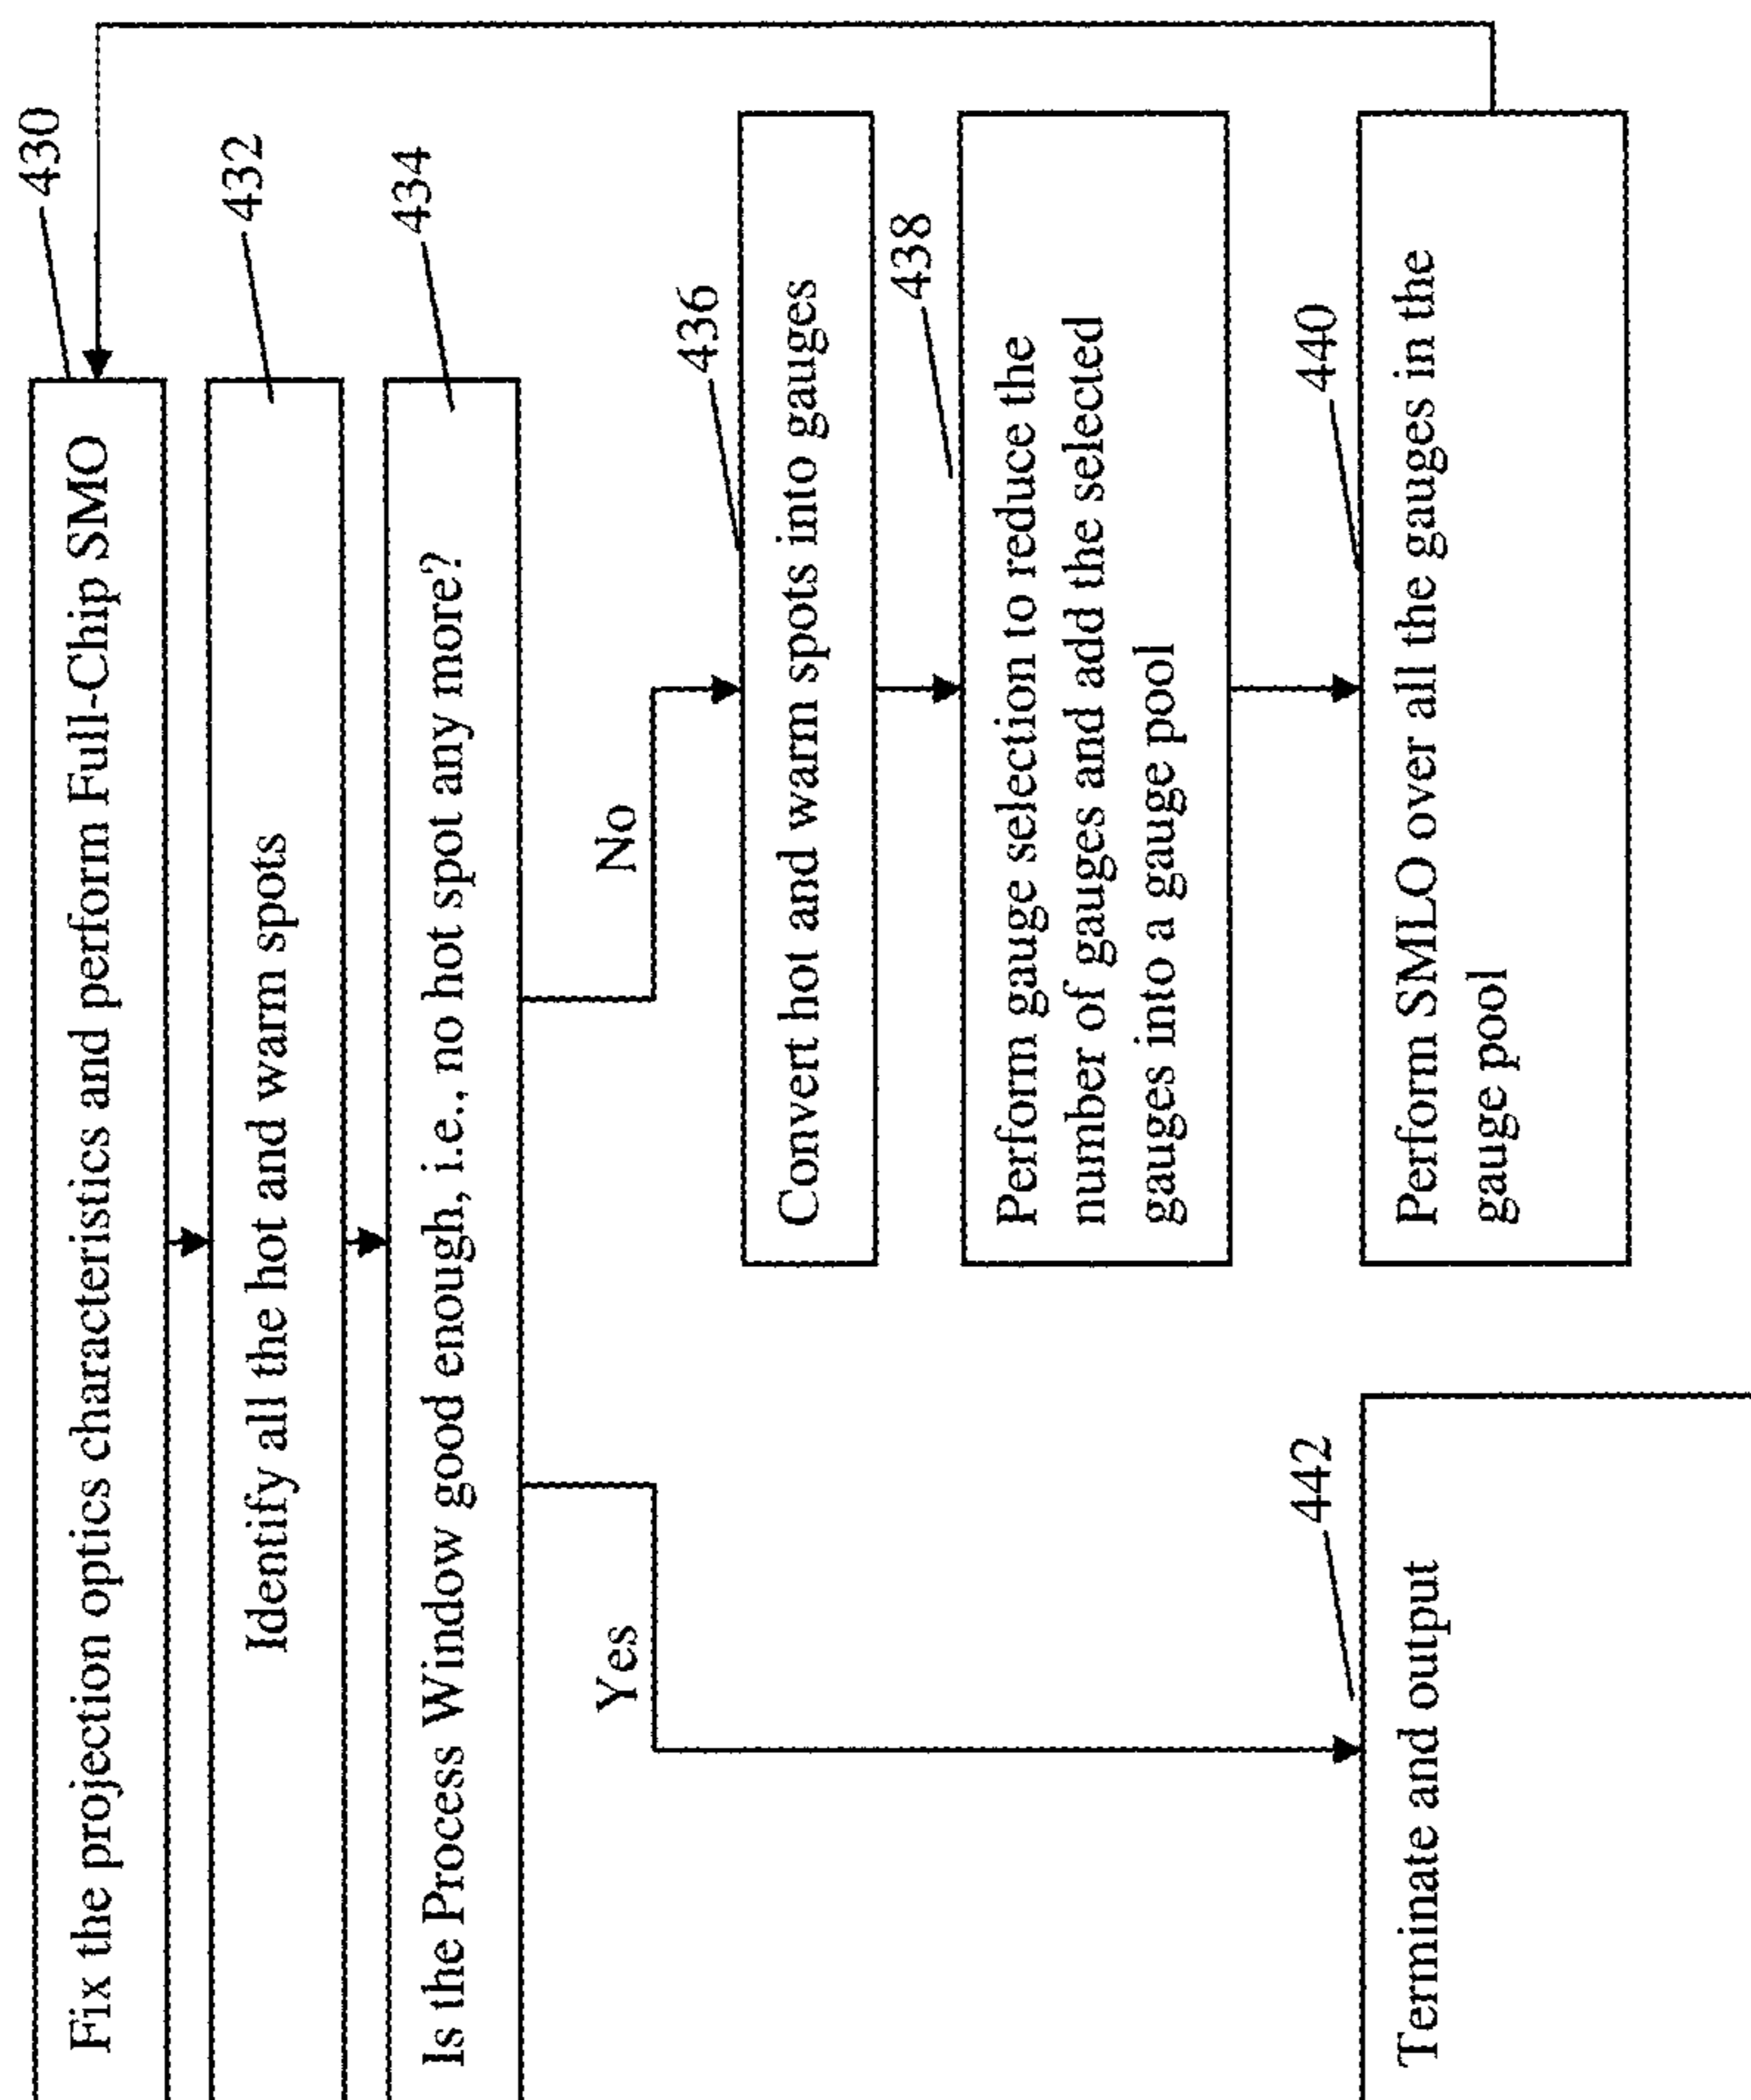 430
Fix the projection optics characteristics and perform Full-Chip SMO
432
Identify all the hot and warm spots
434
Is the Process Window good enough, i.e., no hot spot any more?
Yes
No
436
Convert hot and warm spots into gauges
438
Perform gauge selection to reduce the
number of gauges and add the selected
gauges into a gauge pool
440
Perform SMLO over all the gauges in the
gauge pool
442
Terminate and output